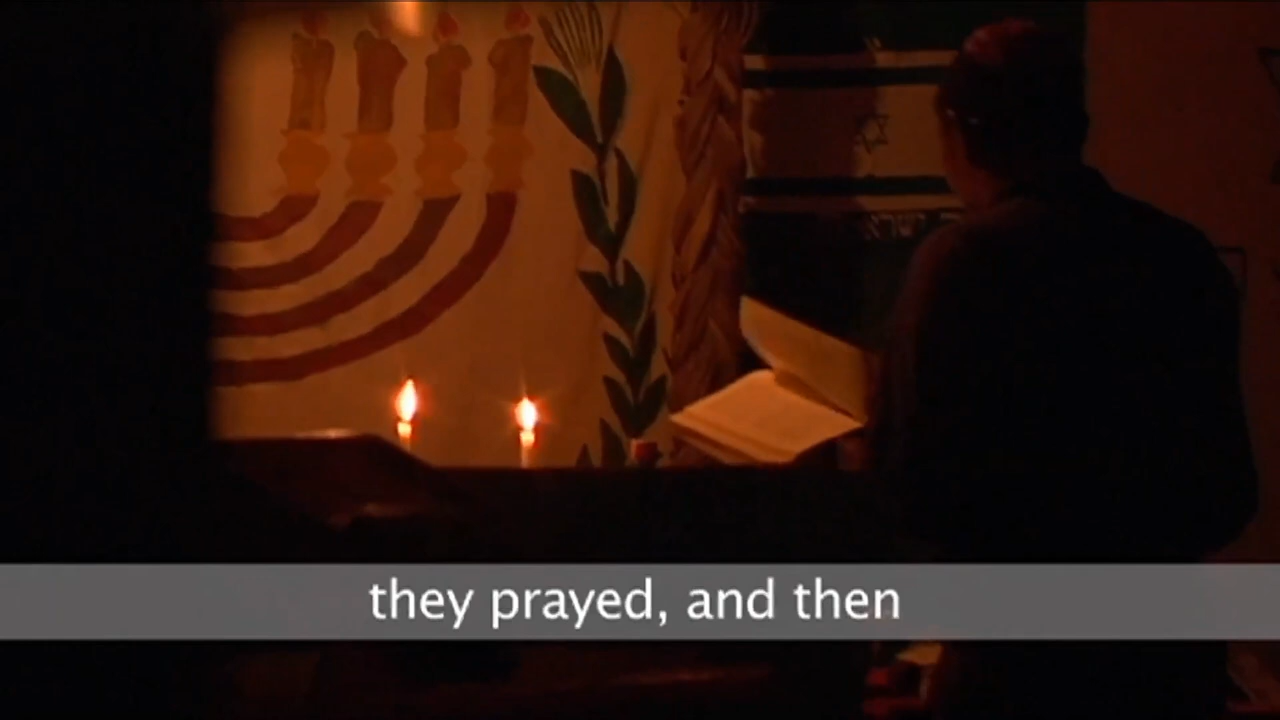 they prayed, and then